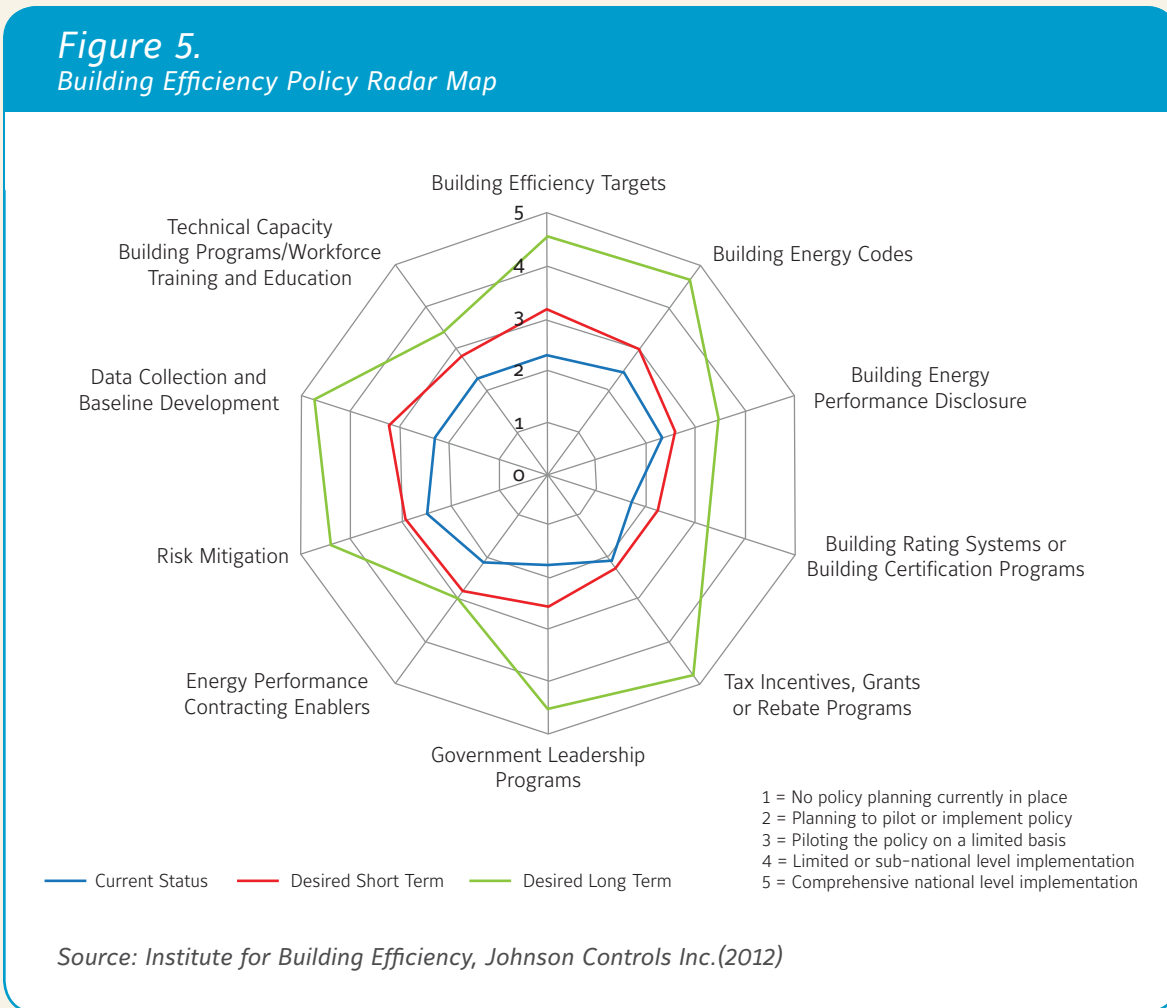 Figure 5.
Building Efficiency Policy Radar Map
Building Efficiency Targets
Technical Capacity
Building Programs/Workforce
Training and Education
Building Energy Codes
Data Collection and
Baseline Development
Building Energy
Performance Disclosure
Risk Mitigation
Building Rating Systems or
Building Certification Programs
Energy Performance
Contracting Enablers
Tax Incentives, Grants
or Rebate Programs
Government Leadership
Programs
5
4
3
2
1
0
1 = No policy planning currently in place
2 = Planning to pilot or implement policy
3 = Piloting the policy on a limited basis
4 = Limited or sub-national level implementation
5 = Comprehensive national level implementation
Current Status
Desired Short Term
Desired Long Term
Source: Institute for Building Efficiency, Johnson Controls Inc.(2012)